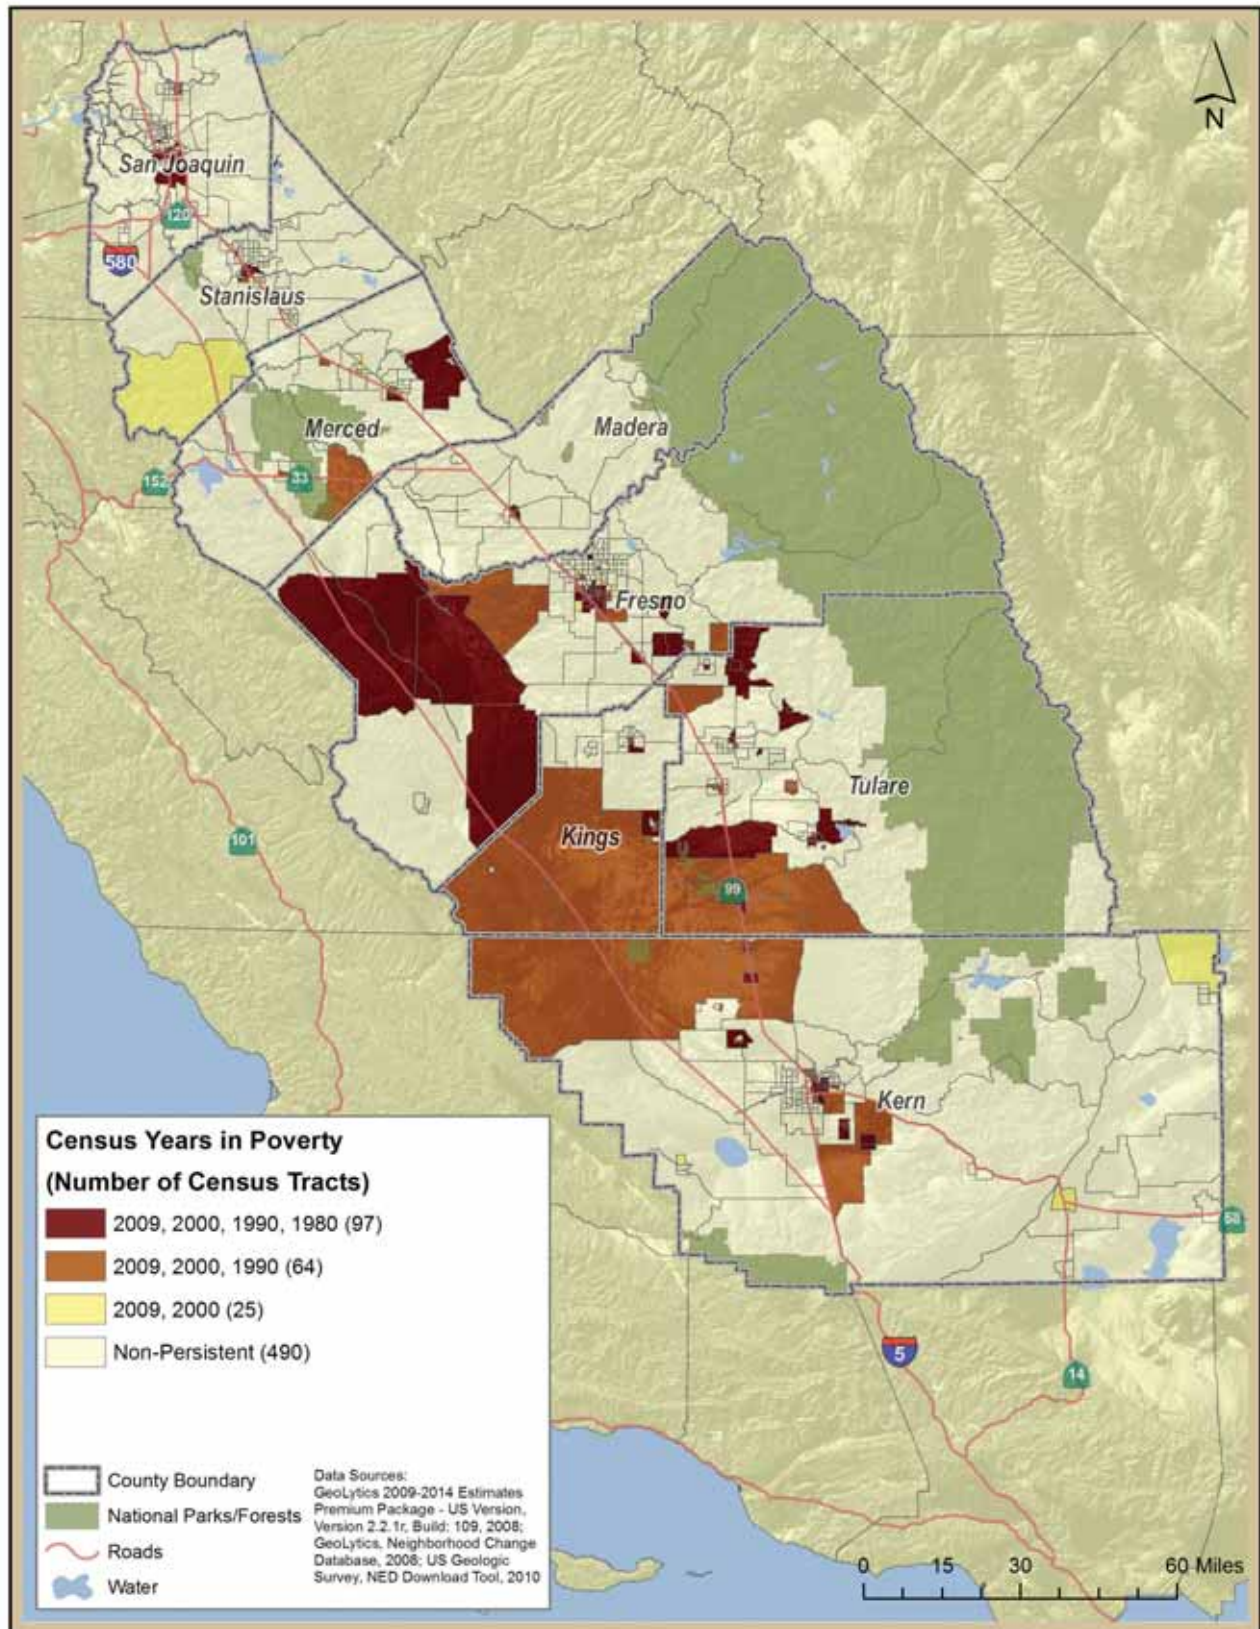 N
San Joaquin
120
580
Stanislaus
Merced
Madera
152
33
Fresno
Tulare
101
Kings
99
Kern
58
5
14
Census Years in Poverty
(Number of Census Tracts)
2009, 2000, 1990, 1980 (97)
2009, 2000, 1990 (64)
2009, 2000 (25)
Non-Persistent (490)
County Boundary
National Parks/Forests
Roads
Water
Data Sources:
GeoLytics 2009-2014 Estimates
Premium Package - US Version,
Version 2.2.1r, Build: 109, 2008;
GeoLytics, Neighborhood Change
Database, 2008; US Geologic
Survey, NED Download Tool, 2010
0 15 30 60 Miles